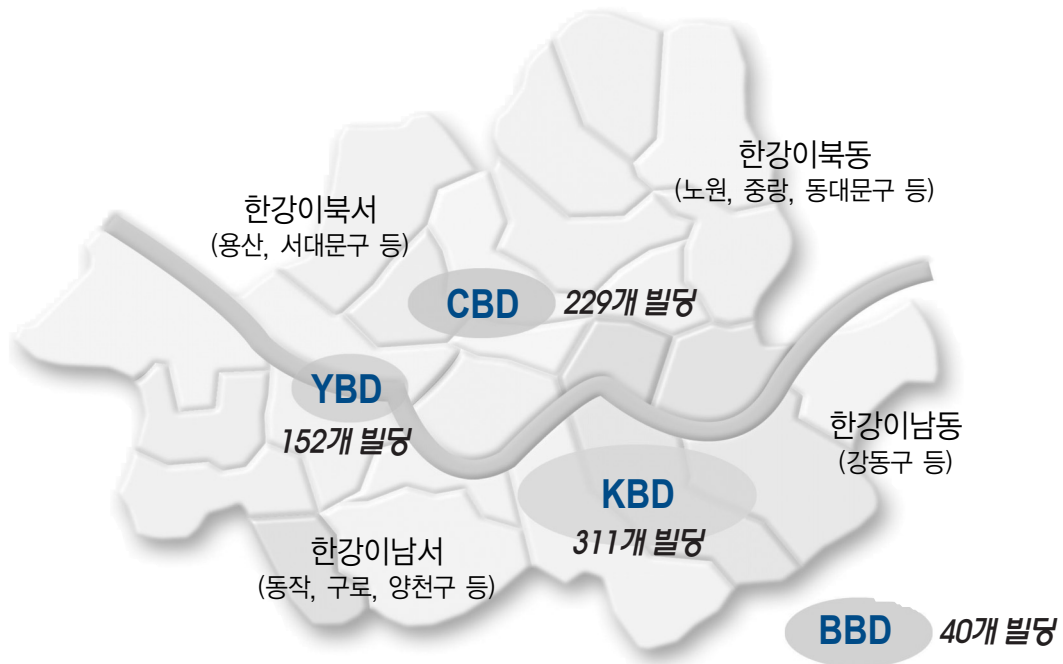 한강이북동
(노원, 중랑, 동대문구 등)
한강이북서
(용산, 서대문구 등)
CBD 229개 빌딩
YBD
152개 빌딩
한강이남동
(강동구 등)
KBD
311개 빌딩
한강이남서
(동작, 구로, 양천구 등)
BBD 40개 빌딩